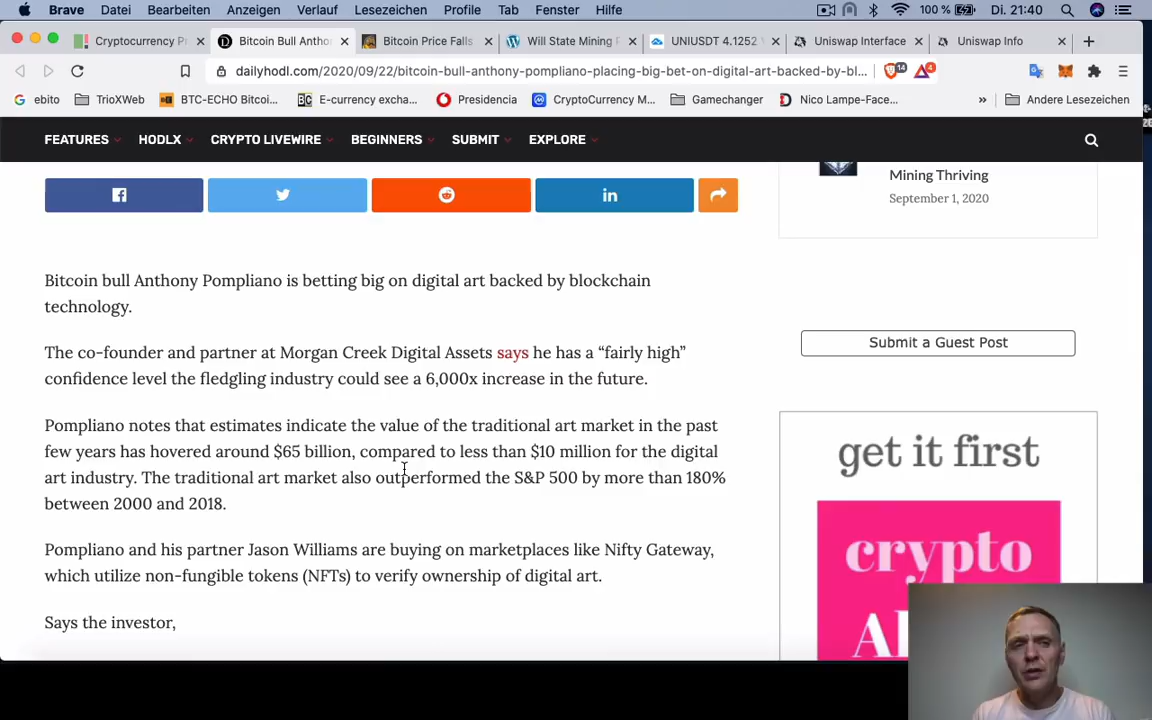 Brave Datei Bearbeiten Anzeigen Verlauf Lesezeichen Profile Tab Fenster Hilfe 100 % Di. 21:40
Cryptocurrency P Bitcoin Bull Antho Bitcoin Price Falls Will State Mining UNIUSDT 4.1252 Uniswap Interface Uniswap Info
dailyhodl.com/2020/09/22/bitcoin-bull-anthony-pompliano-placing-big-bet-on-digital-art-backed-by-bl... 14 4
ebito TrioXWeb BTC-ECHO Bitcoi... E-currency excha... Presidencia CryptoCurrency M... Gamechanger Nico Lampe-Face... » Andere Lesezeichen
FEATURES HODLX CRYPTO LIVEWIRE BEGINNERS SUBMIT EXPLORE
Mining Thriving
September 1, 2020
Bitcoin bull Anthony Pompliano is betting big on digital art backed by blockchain
technology.
The co-founder and partner at Morgan Creek Digital Assets says he has a “fairly high”
confidence level the fledgling industry could see a 6,000x increase in the future.
Pompliano notes that estimates indicate the value of the traditional art market in the past
few years has hovered around $65 billion, compared to less than $10 million for the digital
art industry. The traditional art market also outperformed the S&P 500 by more than 180%
between 2000 and 2018.
Pompliano and his partner Jason Williams are buying on marketplaces like Nifty Gateway,
which utilize non-fungible tokens (NFTs) to verify ownership of digital art.
Says the investor,
Submit a Guest Post
get it first
crypto